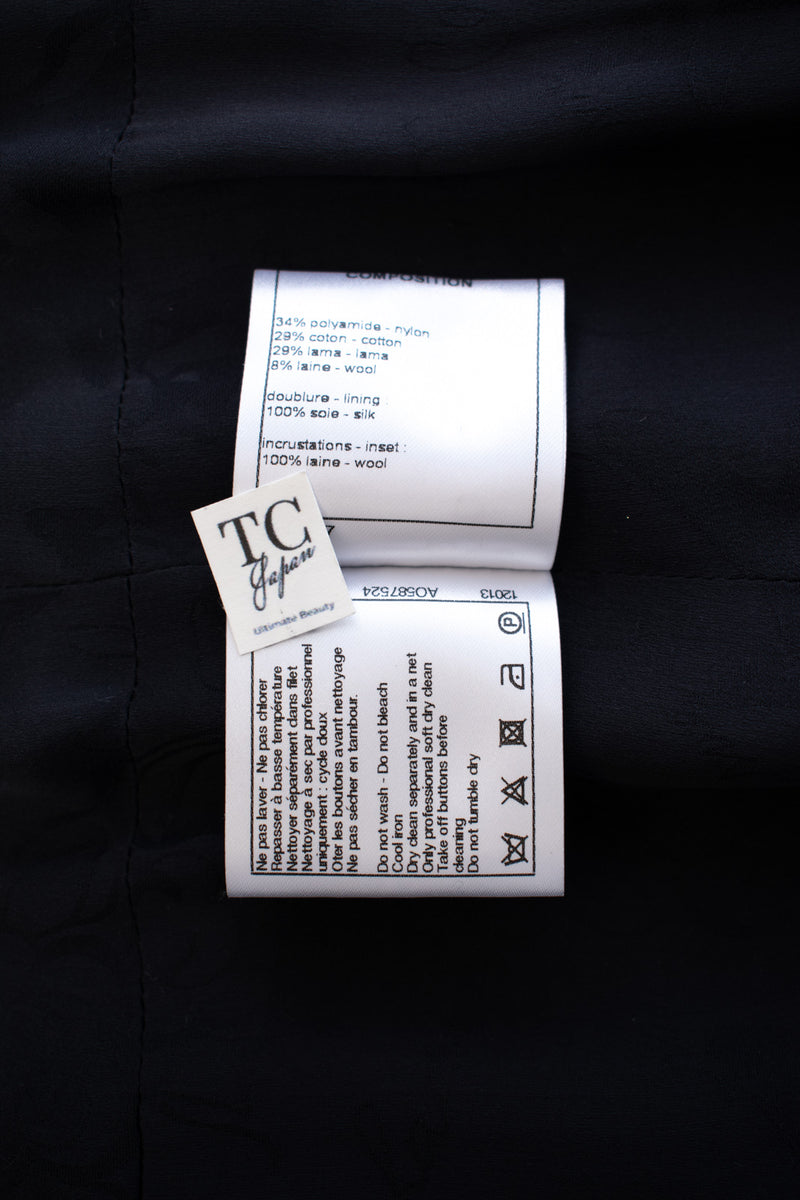 COMPOSITION
34% polyamide - nylon
29% coton - cotton
29% lama - lama
8% laine - wool
doublure - lining :
100% soie - silk
incrustations - inset :
100% laine - wool
TC
Japan
Ultimate Beauty
AO587524
12013
Ne pas laver - Ne pas chlorer
Repasser à basse température
Nettoyer séparément dans filet
Nettoyage à sec par professionnel
uniquement : cycle doux
Oter les boutons avant nettoyage
Ne pas sécher en tambour.
Do not wash - Do not bleach
Cool iron
Dry clean separately and in a net
Only professional soft dry clean
Take off buttons before
cleaning
Do not tumble dry
P